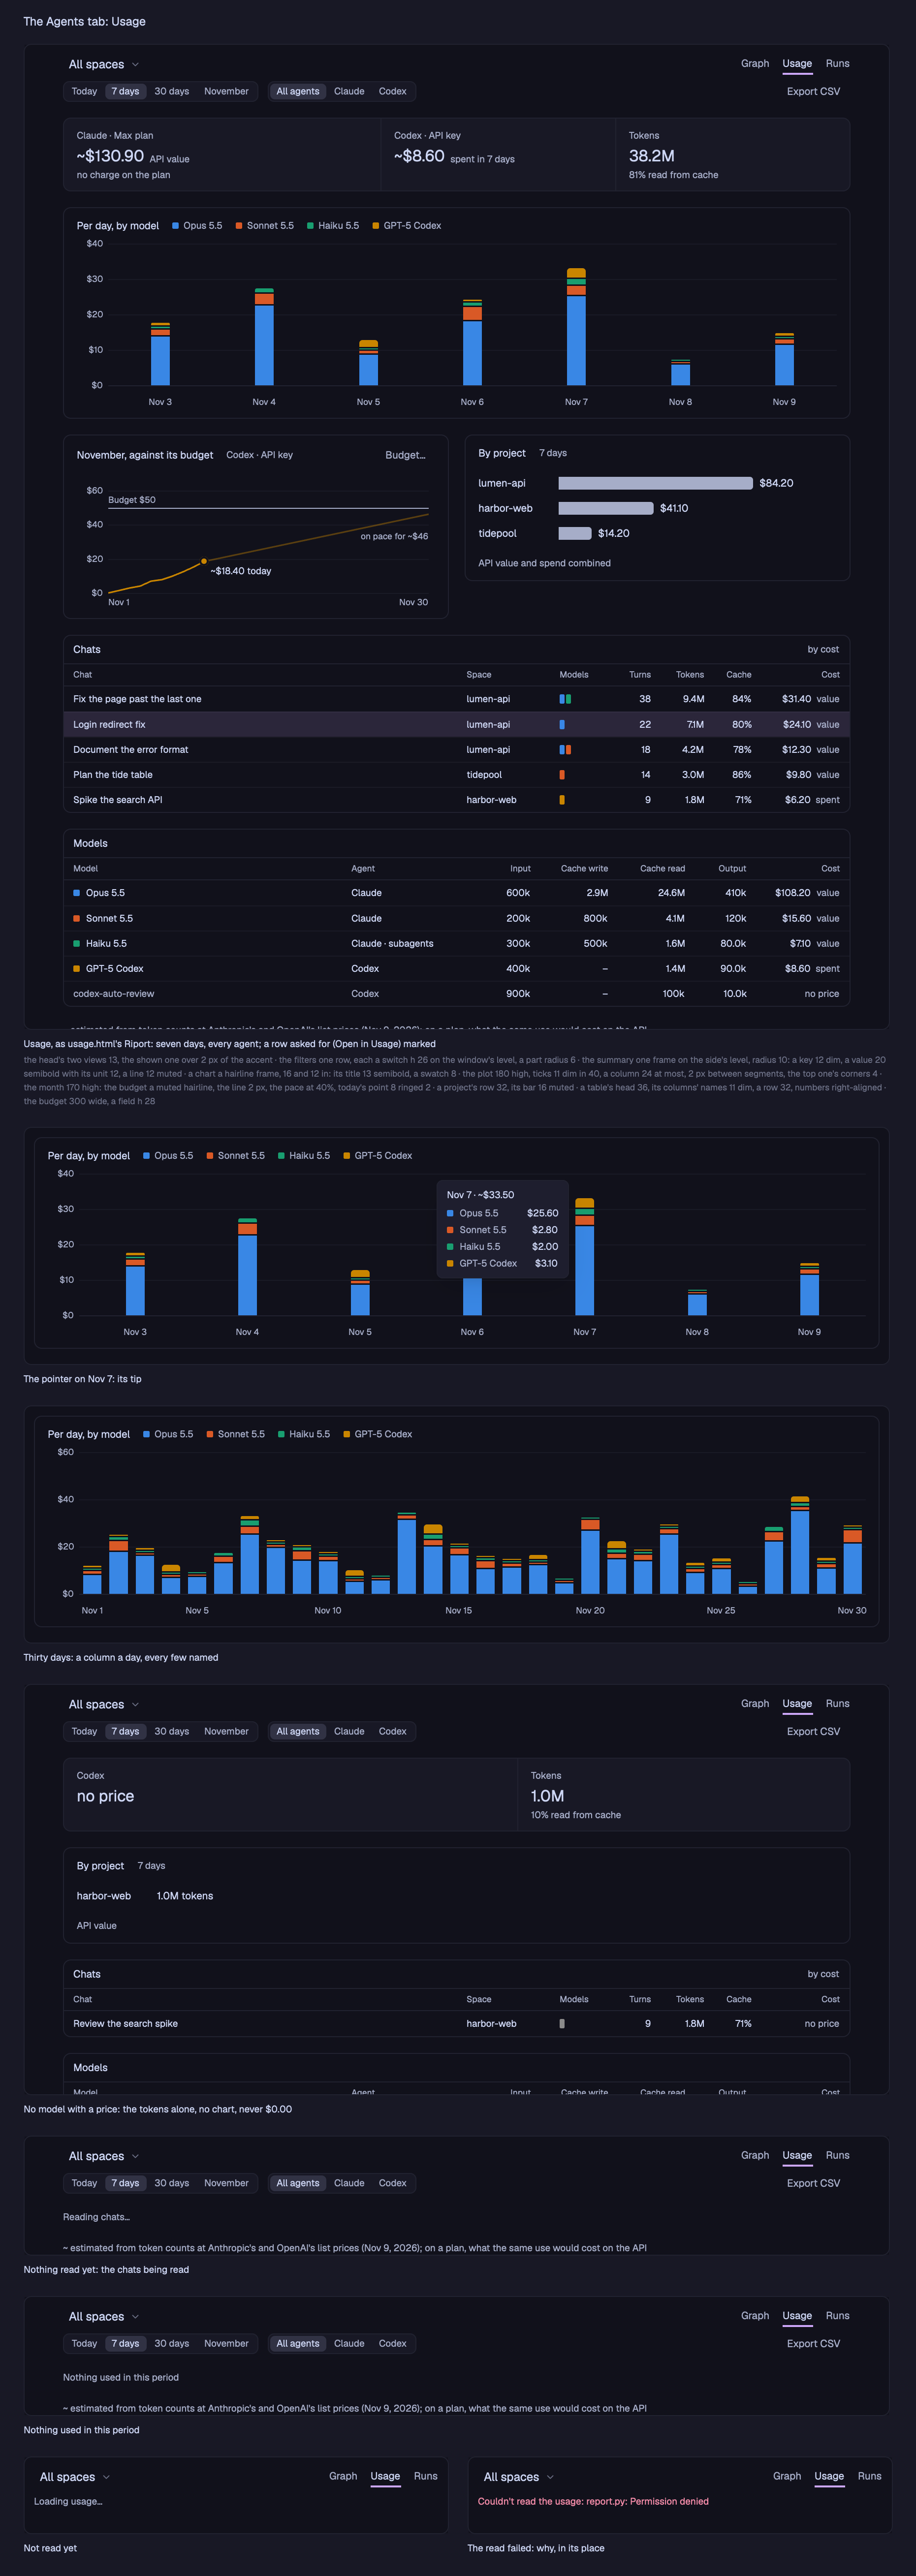 The Agents tab: Usage
All spaces
Graph Usage Runs
Today 7 days 30 days November All agents Claude Codex Export CSV
Claude · Max plan Codex · API key Tokens
~$130.90 API value ~$8.60 spent in 7 days 38.2M
no charge on the plan 81% read from cache
Per day, by model Opus 5.5 Sonnet 5.5 Haiku 5.5 GPT-5 Codex
$40
$30
$20
$10
$0
Nov 3 Nov 4 Nov 5 Nov 6 Nov 7 Nov 8 Nov 9
November, against its budget Codex · API key Budget…
$60
Budget $50
$40
on pace for ~$46
$20
~$18.40 today
$0
Nov 1 Nov 30
By project 7 days
lumen-api $84.20
harbor-web $41.10
tidepool $14.20
API value and spend combined
Chats by cost
Chat Space Models Turns Tokens Cache Cost
Fix the page past the last one lumen-api 38 9.4M 84% $31.40 value
Login redirect fix lumen-api 22 7.1M 80% $24.10 value
Document the error format lumen-api 18 4.2M 78% $12.30 value
Plan the tide table tidepool 14 3.0M 86% $9.80 value
Spike the search API harbor-web 9 1.8M 71% $6.20 spent
Models
Model Agent Input Cache write Cache read Output Cost
Opus 5.5 Claude 600k 2.9M 24.6M 410k $108.20 value
Sonnet 5.5 Claude 200k 800k 4.1M 120k $15.60 value
Haiku 5.5 Claude · subagents 300k 500k 1.6M 80.0k $7.10 value
GPT-5 Codex Codex 400k – 1.4M 90.0k $8.60 spent
codex-auto-review Codex 900k – 100k 10.0k no price
~ estimated from token counts at Anthropic's and OpenAI's list prices (Nov 9, 2026); on a plan, what the same use would cost on the API
Usage, as usage.html's Riport: seven days, every agent; a row asked for (Open in Usage) marked
the head's two views 13, the shown one over 2 px of the accent · the filters one row, each a switch h 26 on the window's level, a part radius 6 · the summary one frame on the side's level, radius 10: a key 12 dim, a value 20
semibold with its unit 12, a line 12 muted · a chart a hairline frame, 16 and 12 in: its title 13 semibold, a swatch 8 · the plot 180 high, ticks 11 dim in 40, a column 24 at most, 2 px between segments, the top one's corners 4 ·
the month 170 high: the budget a muted hairline, the line 2 px, the pace at 40%, today's point 8 ringed 2 · a project's row 32, its bar 16 muted · a table's head 36, its columns' names 11 dim, a row 32, numbers right-aligned ·
the budget 300 wide, a field h 28
Per day, by model Opus 5.5 Sonnet 5.5 Haiku 5.5 GPT-5 Codex
$40
$30
$20
$10
$0
Nov 7 · ~$33.50
Opus 5.5 $25.60
Sonnet 5.5 $2.80
Haiku 5.5 $2.00
GPT-5 Codex $3.10
Nov 3 Nov 4 Nov 5 Nov 6 Nov 7 Nov 8 Nov 9
The pointer on Nov 7: its tip
Per day, by model Opus 5.5 Sonnet 5.5 Haiku 5.5 GPT-5 Codex
$60
$40
$20
$0
Nov 1 Nov 5 Nov 10 Nov 15 Nov 20 Nov 25 Nov 30
Thirty days: a column a day, every few named
All spaces
Graph Usage Runs
Today 7 days 30 days November All agents Claude Codex Export CSV
Codex Tokens
no price 1.0M
10% read from cache
By project 7 days
harbor-web 1.0M tokens
API value
Chats by cost
Chat Space Models Turns Tokens Cache Cost
Review the search spike harbor-web 9 1.8M 71% no price
Models
Model Agent Input Cache write Cache read Output Cost
No model with a price: the tokens alone, no chart, never $0.00
All spaces
Graph Usage Runs
Today 7 days 30 days November All agents Claude Codex Export CSV
Reading chats…
~ estimated from token counts at Anthropic's and OpenAI's list prices (Nov 9, 2026); on a plan, what the same use would cost on the API
Nothing read yet: the chats being read
All spaces
Graph Usage Runs
Today 7 days 30 days November All agents Claude Codex Export CSV
Nothing used in this period
~ estimated from token counts at Anthropic's and OpenAI's list prices (Nov 9, 2026); on a plan, what the same use would cost on the API
Nothing used in this period
All spaces
Graph Usage Runs
Loading usage…
Not read yet
All spaces
Graph Usage Runs
Couldn't read the usage: report.py: Permission denied
The read failed: why, in its place